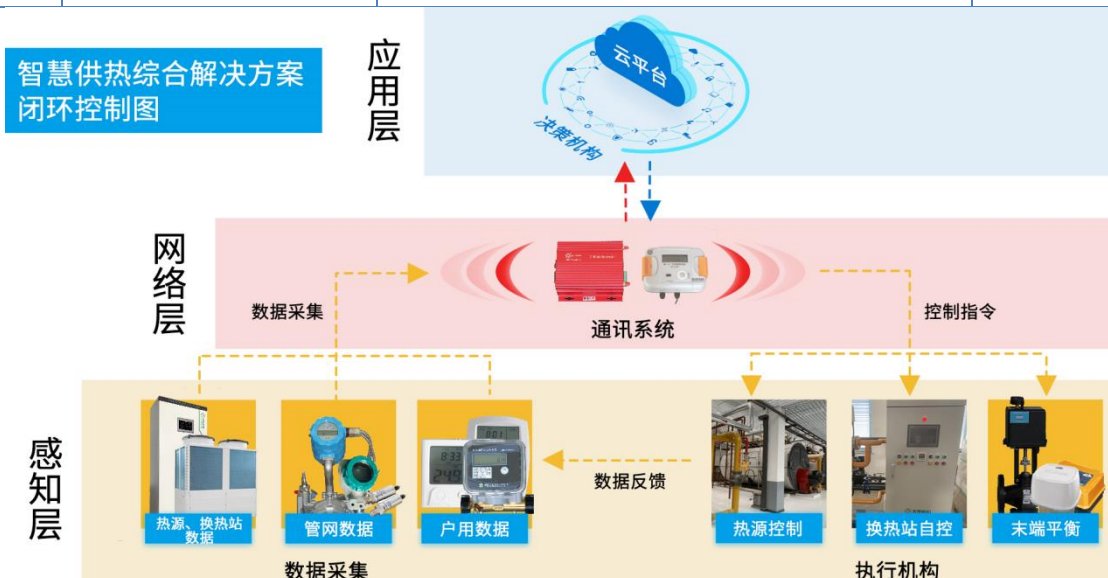 智慧供热综合解决方案
闭环控制图
应用层
云平台
决策机构
网络层
数据采集
通讯系统
控制指令
感知层
8:01
8:33
热源、换热站
数据
管网数据
户用数据
数据反馈
热源控制
换热站自控
末端平衡
数据采集
执行机构